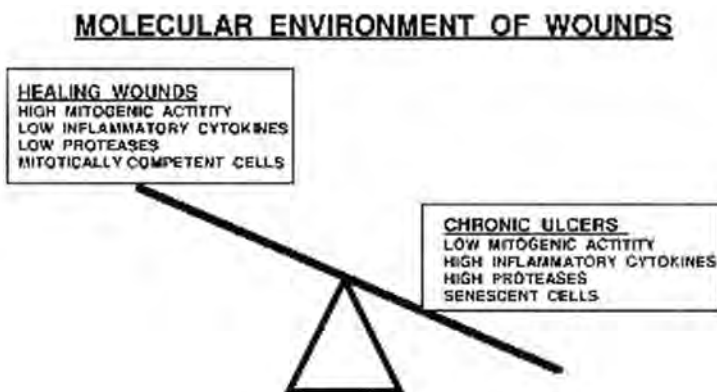 MOLECULAR ENVIRONMENT OF WOUNDS
HEALING WOUNDS
HIGH MITOGENIC ACTITITY
LOW INFLAMMATORY CYTOKINES
LOW PROTEASES
MITOTICALLY COMPETENT CELLS
CHRONIC ULCERS
LOW MITOGENIC ACTITITY
HIGH INFLAMMATORY CYTOKINES
HIGH PROTEASES
SENESCENT CELLS